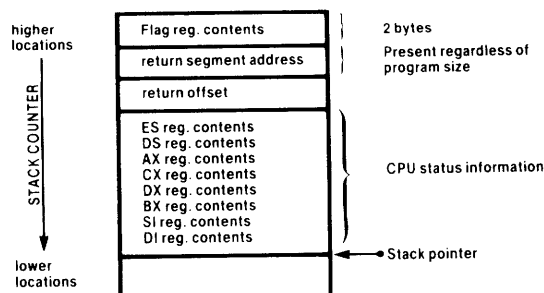 higher
locations
STACK COUNTER
lower
locations
Flag reg. contents
return segment address
return offset
ES reg. contents
DS reg. contents
AX reg. contents
CX reg. contents
DX reg. contents
BX reg. contents
SI reg. contents
DI reg. contents
2 bytes
Present regardless of
program size
CPU status information
Stack pointer